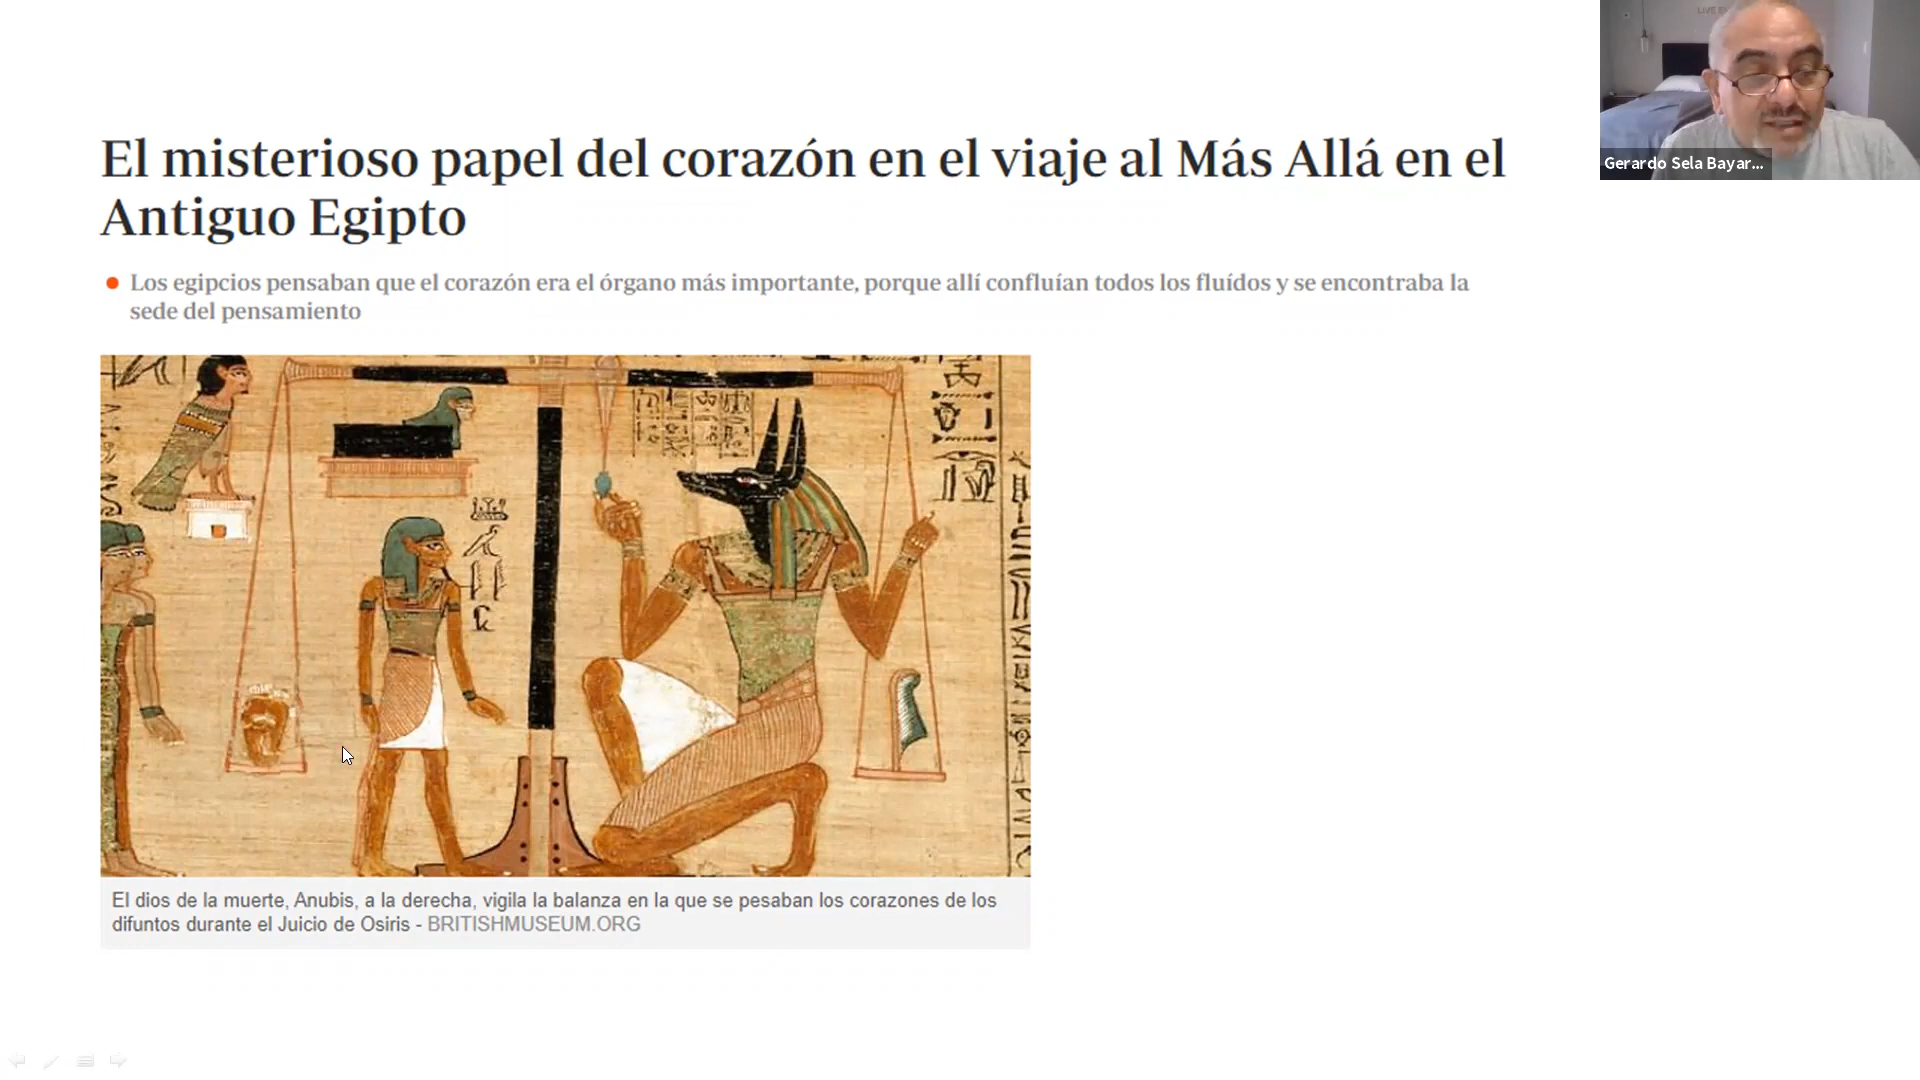 El misterioso papel del corazón en el viaje al Más Allá en el
Antiguo Egipto
Los egipcios pensaban que el corazón era el órgano más importante, porque allí confluían todos los fluídos y se encontraba la
sede del pensamiento
El dios de la muerte, Anubis, a la derecha, vigila la balanza en la que se pesaban los corazones de los
difuntos durante el Juicio de Osiris - BRITISHMUSEUM.ORG
Gerardo Sela Bayar...